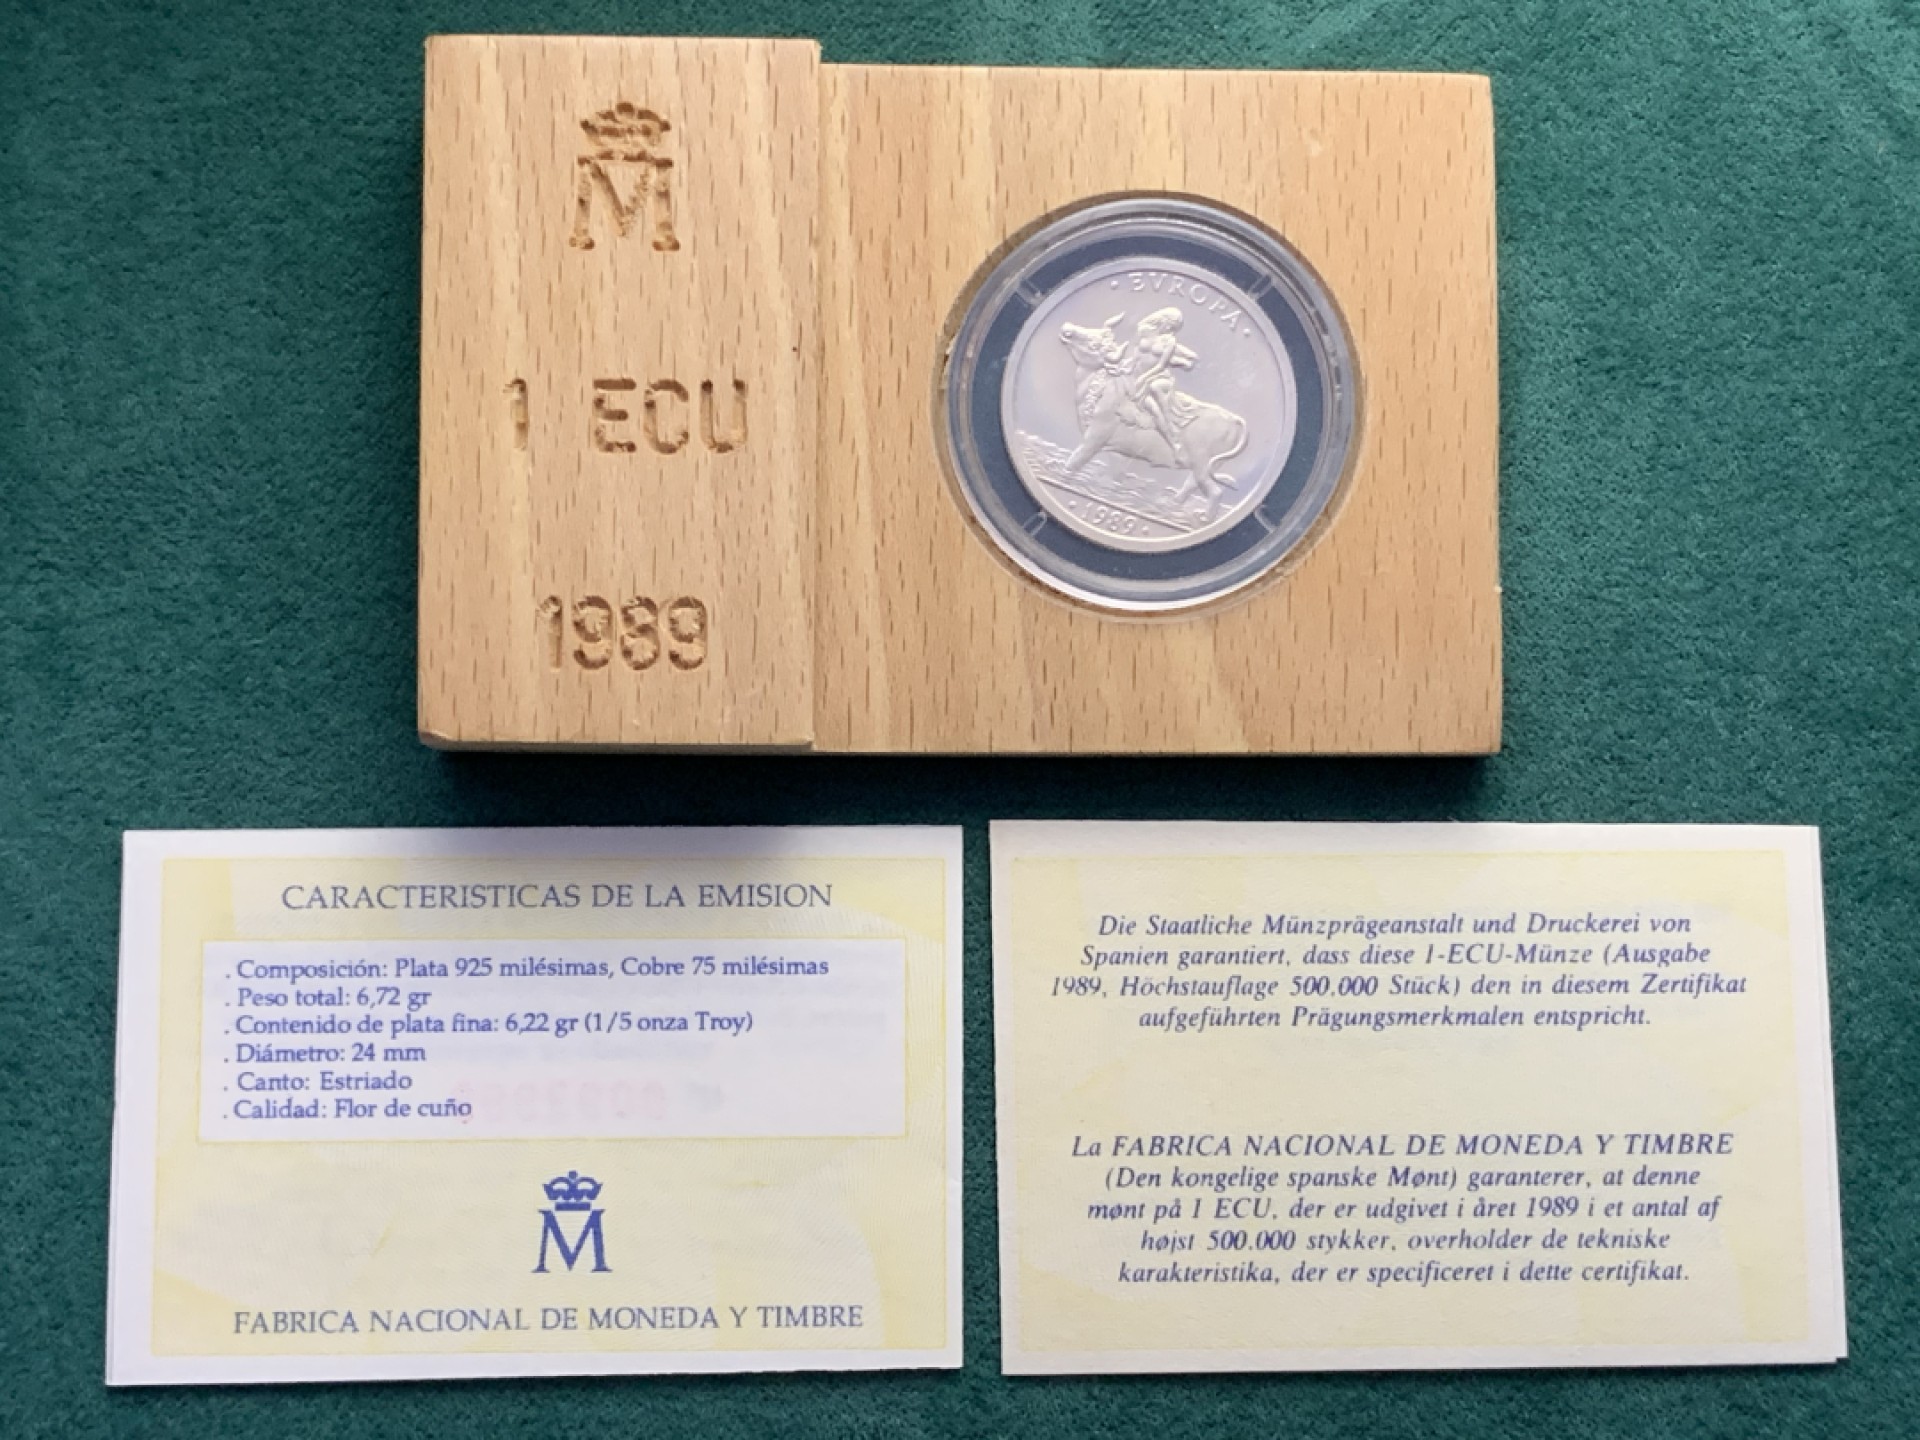 M
1 ECU
1989
· EVROPA ·
· 1989 ·
CARACTERISTICAS DE LA EMISION
. Composición: Plata 925 milésimas, Cobre 75 milésimas
. Peso total: 6,72 gr
. Contenido de plata fina: 6,22 gr (1/5 onza Troy)
. Diámetro: 24 mm
. Canto: Estriado
. Calidad: Flor de cuño
M
FABRICA NACIONAL DE MONEDA Y TIMBRE
Die Staatliche Münzprägeanstalt und Druckerei von
Spanien garantiert, dass diese 1-ECU-Münze (Ausgabe
1989, Höchstauflage 500.000 Stück) den in diesem Zertifikat
aufgeführten Prägungsmerkmalen entspricht.
La FABRICA NACIONAL DE MONEDA Y TIMBRE
(Den kongelige spanske Mønt) garanterer, at denne
mønt på 1 ECU, der er udgivet i året 1989 i et antal af
højst 500.000 stykker, overholder de tekniske
karakteristika, der er specificeret i dette certifikat.